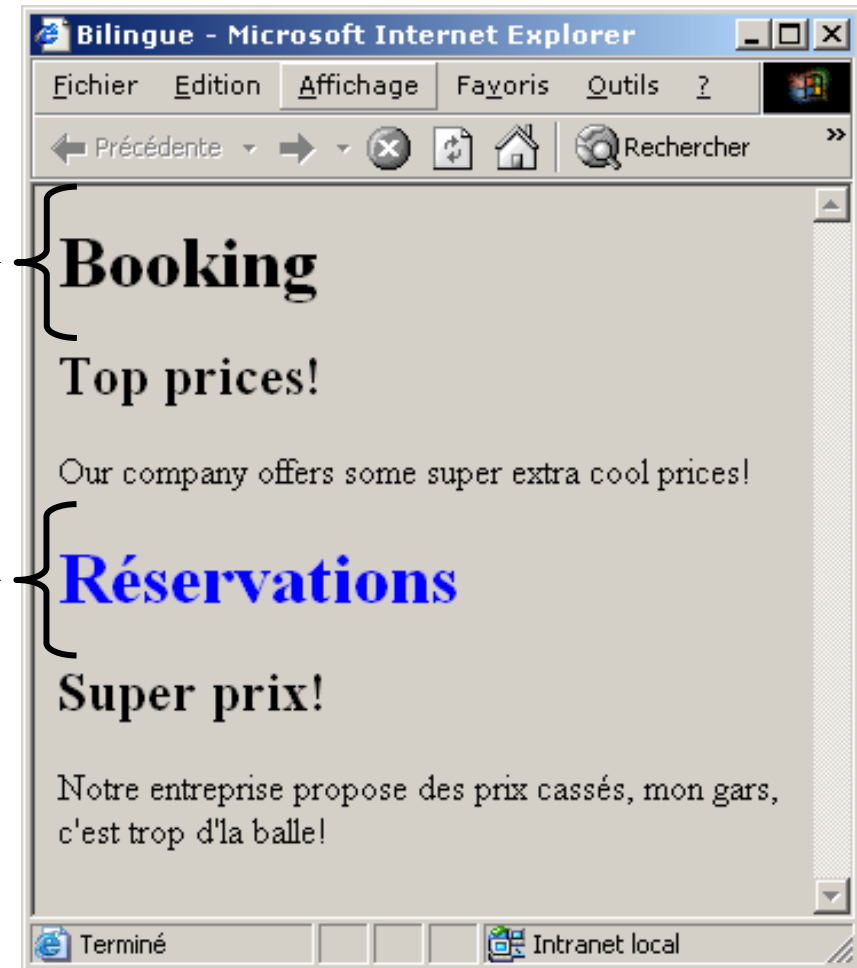 Bilingue - Microsoft Internet Explorer
Fichier Edition Affichage Favoris Outils ?
Précédente Rechercher »
Booking
Top prices!
Our company offers some super extra cool prices!
Réservations
Super prix!
Notre entreprise propose des prix cassés, mon gars,
c'est trop d'la balle!
Terminé Intranet local